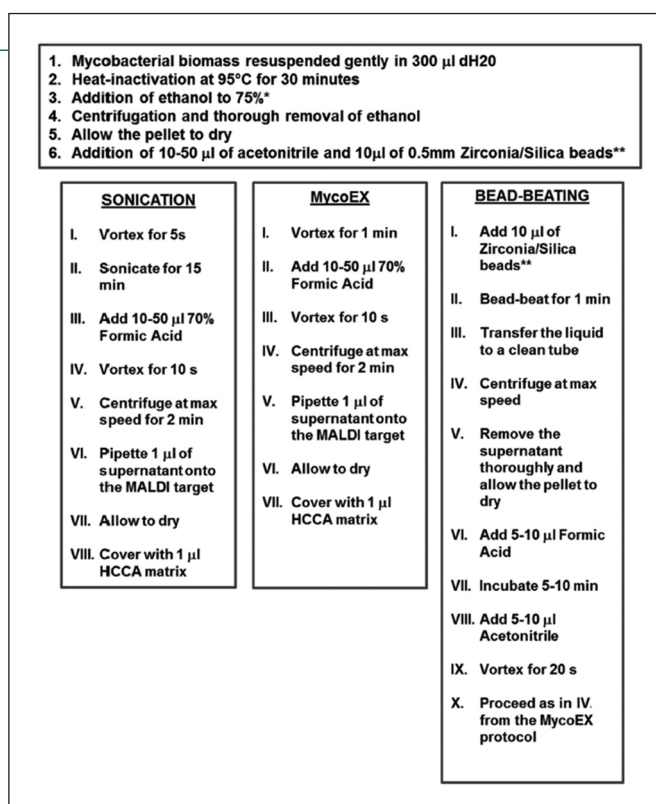 1. Mycobacterial biomass resuspended gently in 300 µl dH20
2. Heat-inactivation at 95°C for 30 minutes
3. Addition of ethanol to 75%*
4. Centrifugation and thorough removal of ethanol
5. Allow the pellet to dry
6. Addition of 10-50 µl of acetonitrile and 10µl of 0.5mm Zirconia/Silica beads**
SONICATION
I. Vortex for 5s
II. Sonicate for 15
min
III. Add 10-50 µl 70%
Formic Acid
IV. Vortex for 10 s
V. Centrifuge at max
speed for 2 min
VI. Pipette 1 µl of
supernatant onto
the MALDI target
VII. Allow to dry
VIII. Cover with 1 µl
HCCA matrix
MycoEX
I. Vortex for 1 min
II. Add 10-50 µl 70%
Formic Acid
III. Vortex for 10 s
IV. Centrifuge at max
speed for 2 min
V. Pipette 1 µl of
supernatant onto
the MALDI target
VI. Allow to dry
VII. Cover with 1 µl
HCCA matrix
BEAD-BEATING
I. Add 10 µl of
Zirconia/Silica
beads**
II. Bead-beat for 1 min
III. Transfer the liquid
to a clean tube
IV. Centrifuge at max
speed
V. Remove the
supernatant
thoroughly and
allow the pellet to
dry
VI. Add 5-10 µl Formic
Acid
VII. Incubate 5-10 min
VIII. Add 5-10 µl
Acetonitrile
IX. Vortex for 20 s
X. Proceed as in IV.
from the MycoEX
protocol